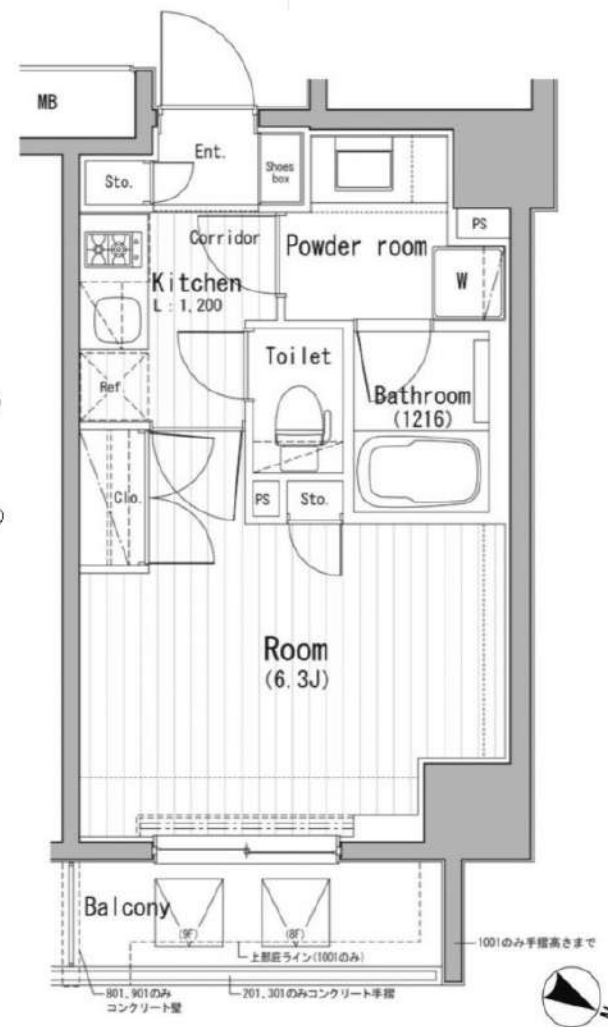 MB
Ent.
Shoes
box
Sto.
PS
Corridor
Powder room
Kitchen
L : 1,200
W
Toilet
Ref.
Bathroom
(1216)
Clo.
PS
Sto.
Room
(6.3J)
Balcony
(9F)
(8F)
上部庇ライン(1001のみ)
1001のみ手摺高さまで
801、901のみ
コンクリート壁
201、301のみコンクリート手摺
N